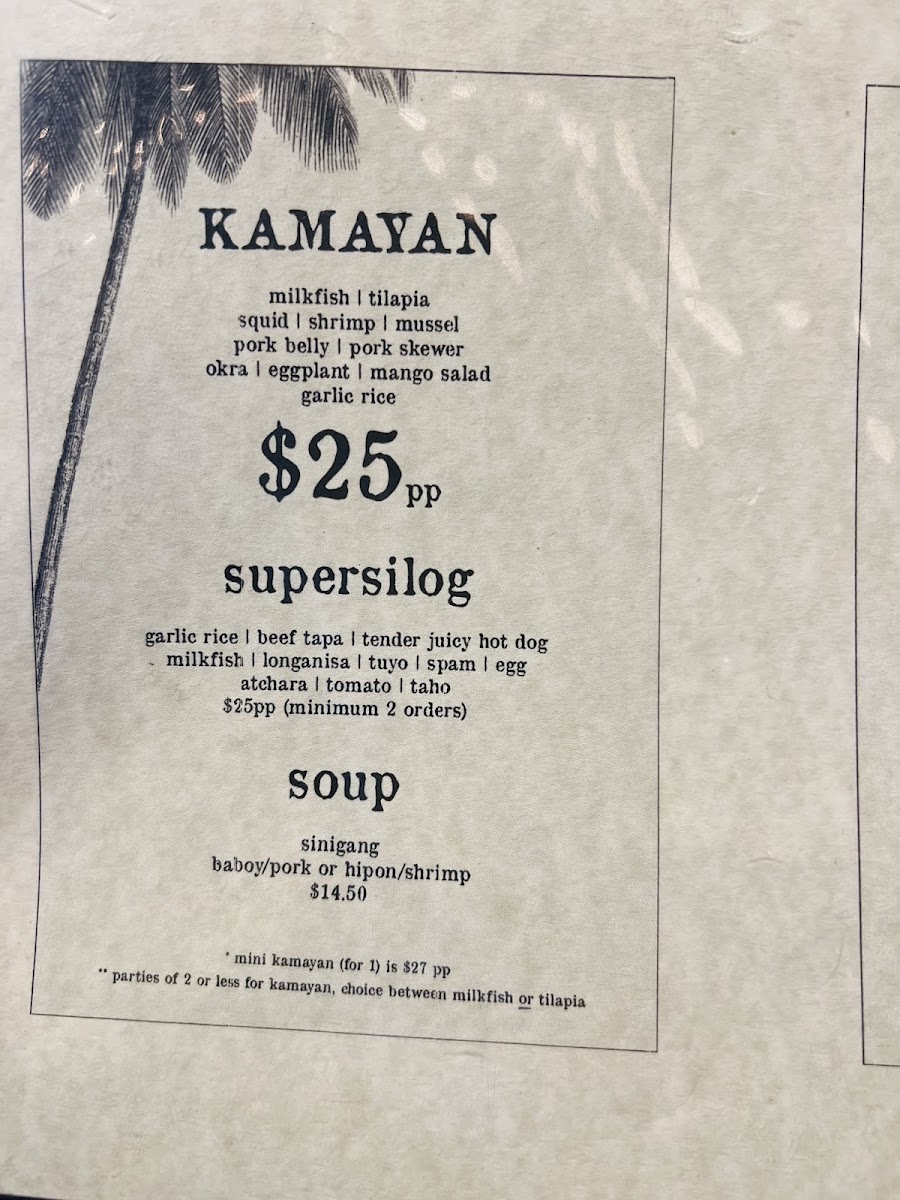 KAMAYAN
milkfish | tilapia
squid | shrimp | mussel
pork belly | pork skewer
okra | eggplant | mango salad
garlic rice
$25pp
supersilog
garlic rice | beef tapa | tender juicy hot dog
milkfish | longanisa | tuyo | spam | egg
atchara | tomato | taho
$25pp (minimum 2 orders)
soup
sinigang
baboy/pork or hipon/shrimp
$14.50
* mini kamayan (for 1) is $27 pp
** parties of 2 or less for kamayan, choice between milkfish or tilapia